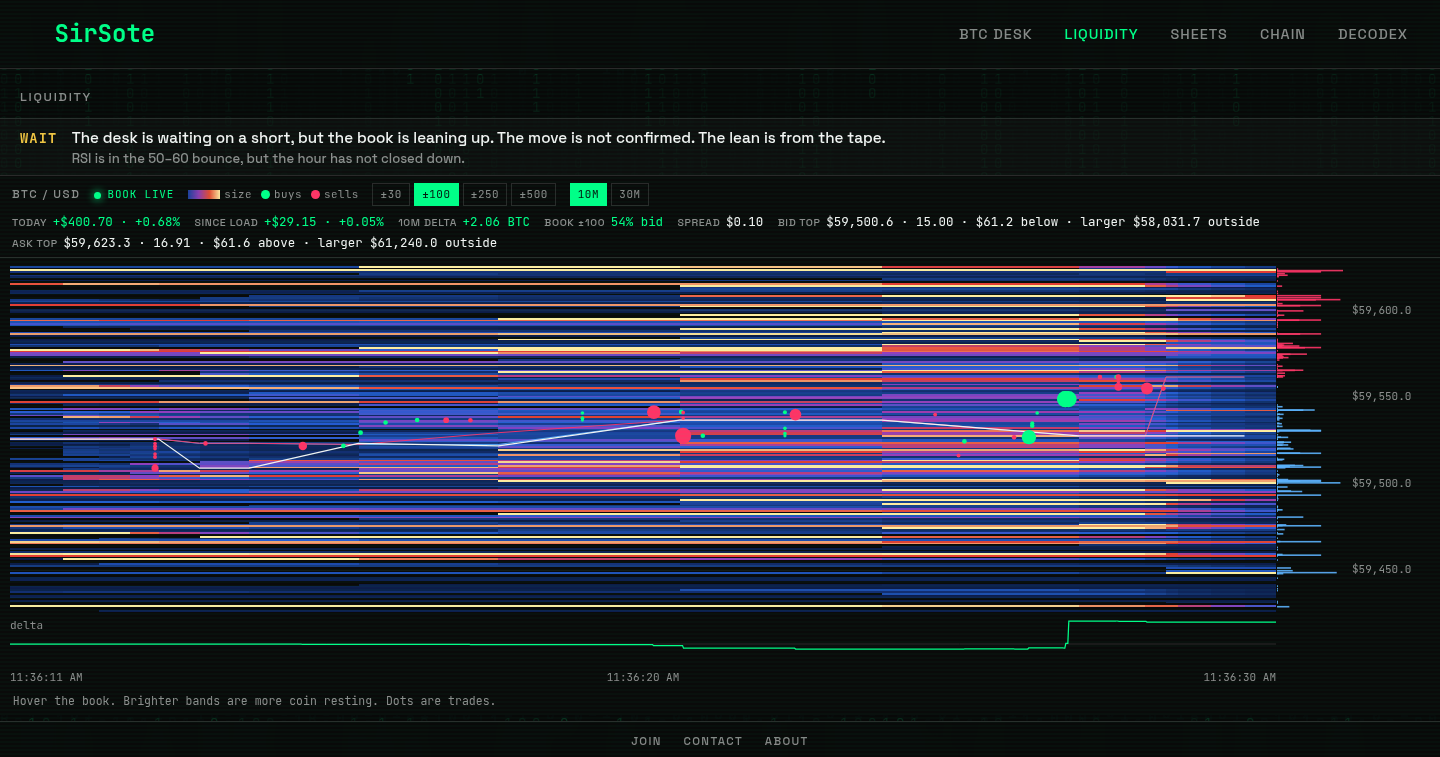 SirSote
BTC DESK LIQUIDITY SHEETS CHAIN DECODEX
LIQUIDITY
WAIT The desk is waiting on a short, but the book is leaning up. The move is not confirmed. The lean is from the tape.
RSI is in the 50–60 bounce, but the hour has not closed down.
BTC / USD BOOK LIVE size buys sells ±30 ±100 ±250 ±500 10M 30M
TODAY +$400.70 · +0.68% SINCE LOAD +$29.15 · +0.05% 10M DELTA +2.06 BTC BOOK ±100 54% bid SPREAD $0.10 BID TOP $59,500.6 · 15.00 · $61.2 below · larger $58,031.7 outside
ASK TOP $59,623.3 · 16.91 · $61.6 above · larger $61,240.0 outside
$59,600.0
$59,550.0
$59,500.0
$59,450.0
delta
11:36:11 AM 11:36:20 AM 11:36:30 AM
Hover the book. Brighter bands are more coin resting. Dots are trades.
JOIN CONTACT ABOUT